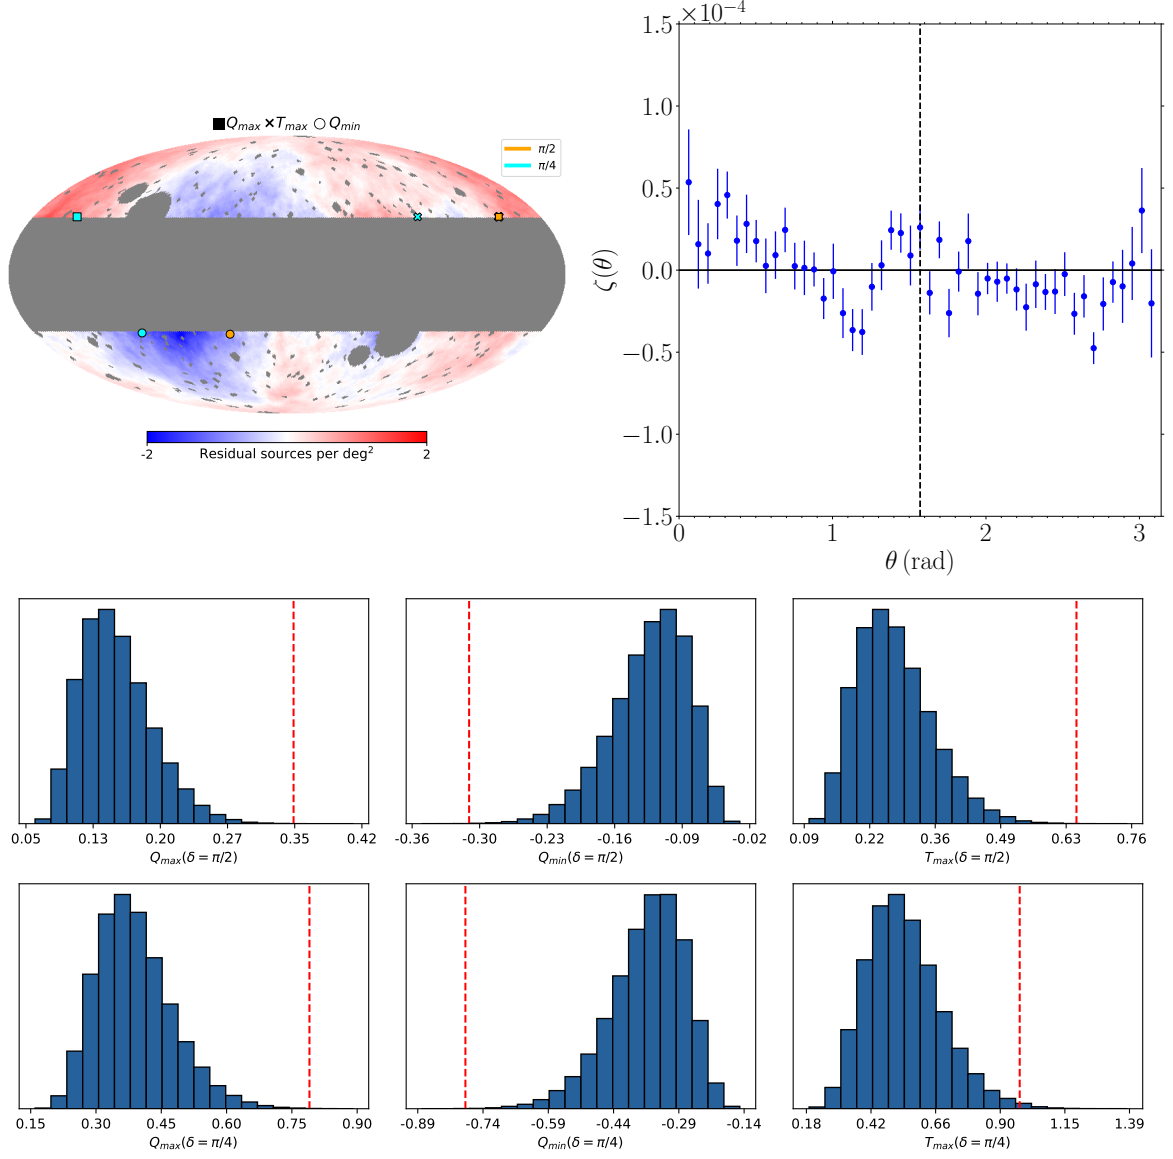 ■Q_max ×T_max ○ Q_min
π/2
π/4
-2 2
Residual sources per deg²
×10⁻⁴
1.5
1.0
0.5
0.0
−0.5
−1.0
−1.5
ζ(θ)
0 1 2 3
θ (rad)
0.05 0.13 0.20 0.27 0.35 0.42
Q_max(δ = π/2)
-0.36 -0.30 -0.23 -0.16 -0.09 -0.02
Q_min(δ = π/2)
0.09 0.22 0.36 0.49 0.63 0.76
T_max(δ = π/2)
0.15 0.30 0.45 0.60 0.75 0.90
Q_max(δ = π/4)
-0.89 -0.74 -0.59 -0.44 -0.29 -0.14
Q_min(δ = π/4)
0.18 0.42 0.66 0.90 1.15 1.39
T_max(δ = π/4)